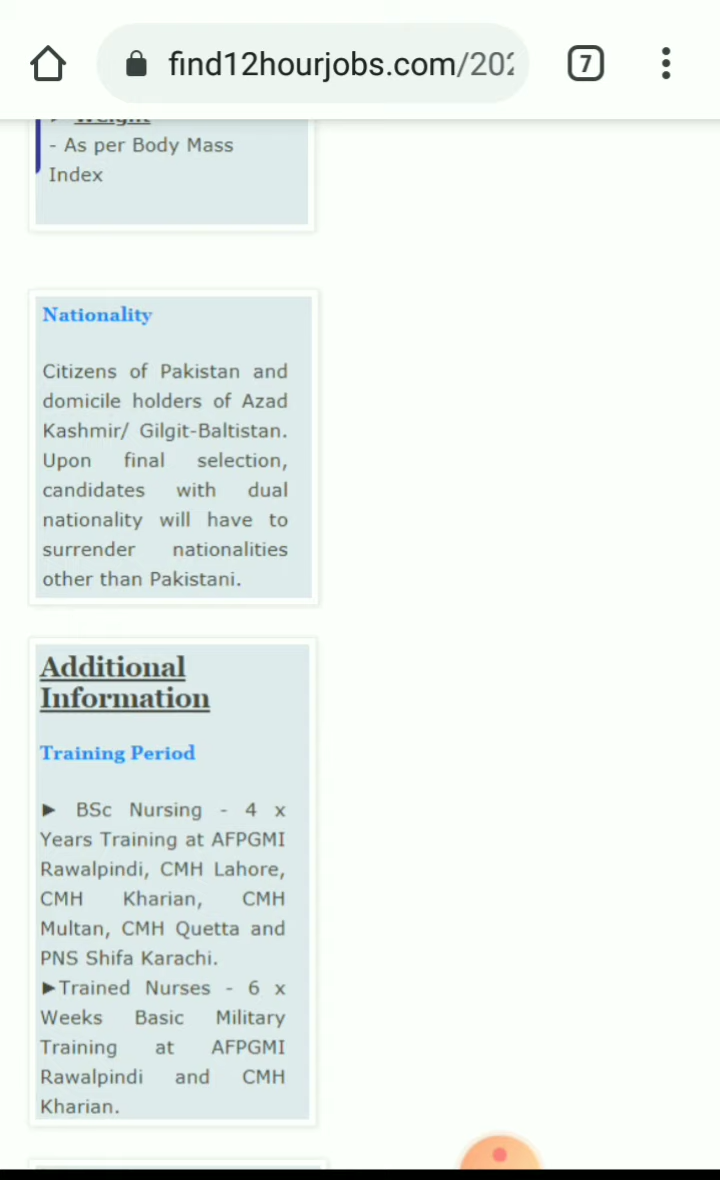 find12hourjobs.com/202
7
► Weight
- As per Body Mass
Index
Nationality
Citizens of Pakistan and
domicile holders of Azad
Kashmir/ Gilgit-Baltistan.
Upon final selection,
candidates with dual
nationality will have to
surrender nationalities
other than Pakistani.
Additional
Information
Training Period
► BSc Nursing - 4 x
Years Training at AFPGMI
Rawalpindi, CMH Lahore,
CMH Kharian, CMH
Multan, CMH Quetta and
PNS Shifa Karachi.
►Trained Nurses - 6 x
Weeks Basic Military
Training at AFPGMI
Rawalpindi and CMH
Kharian.